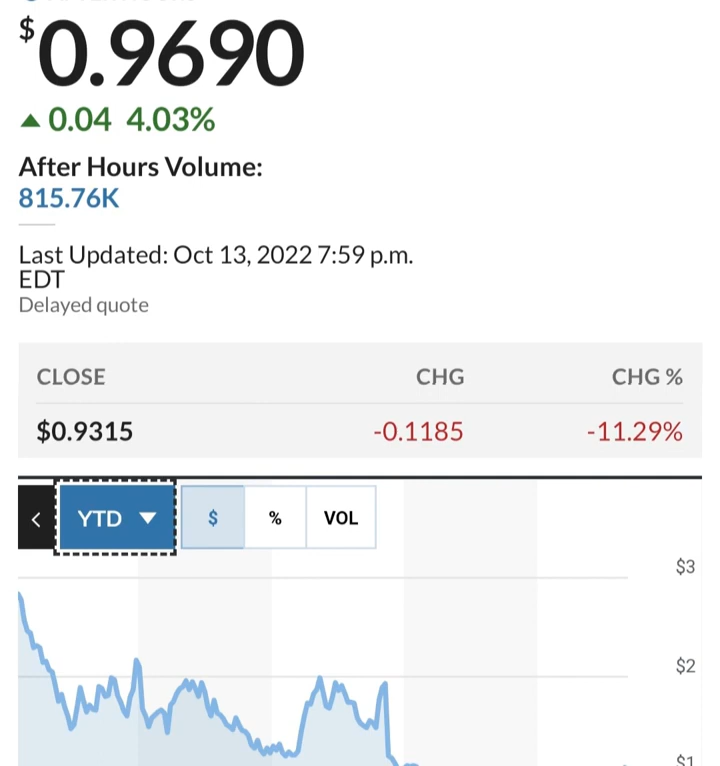 $0.9690
▲ 0.04 4.03%
After Hours Volume:
815.76K
Last Updated: Oct 13, 2022 7:59 p.m.
EDT
Delayed quote
CLOSE CHG CHG %
$0.9315 -0.1185 -11.29%
YTD $ % VOL
$3
$2
$1